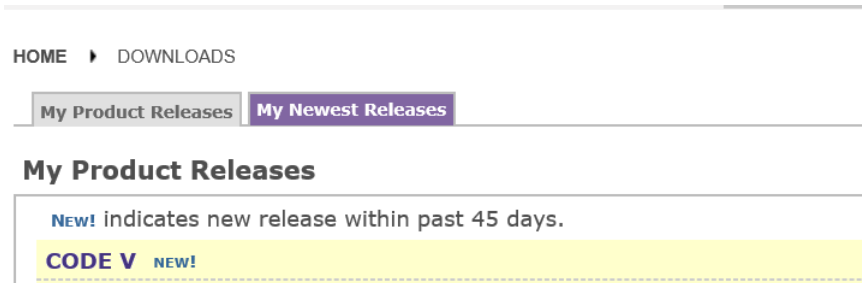 HOME DOWNLOADS
My Product Releases My Newest Releases
My Product Releases
NEW! indicates new release within past 45 days.
CODE V NEW!